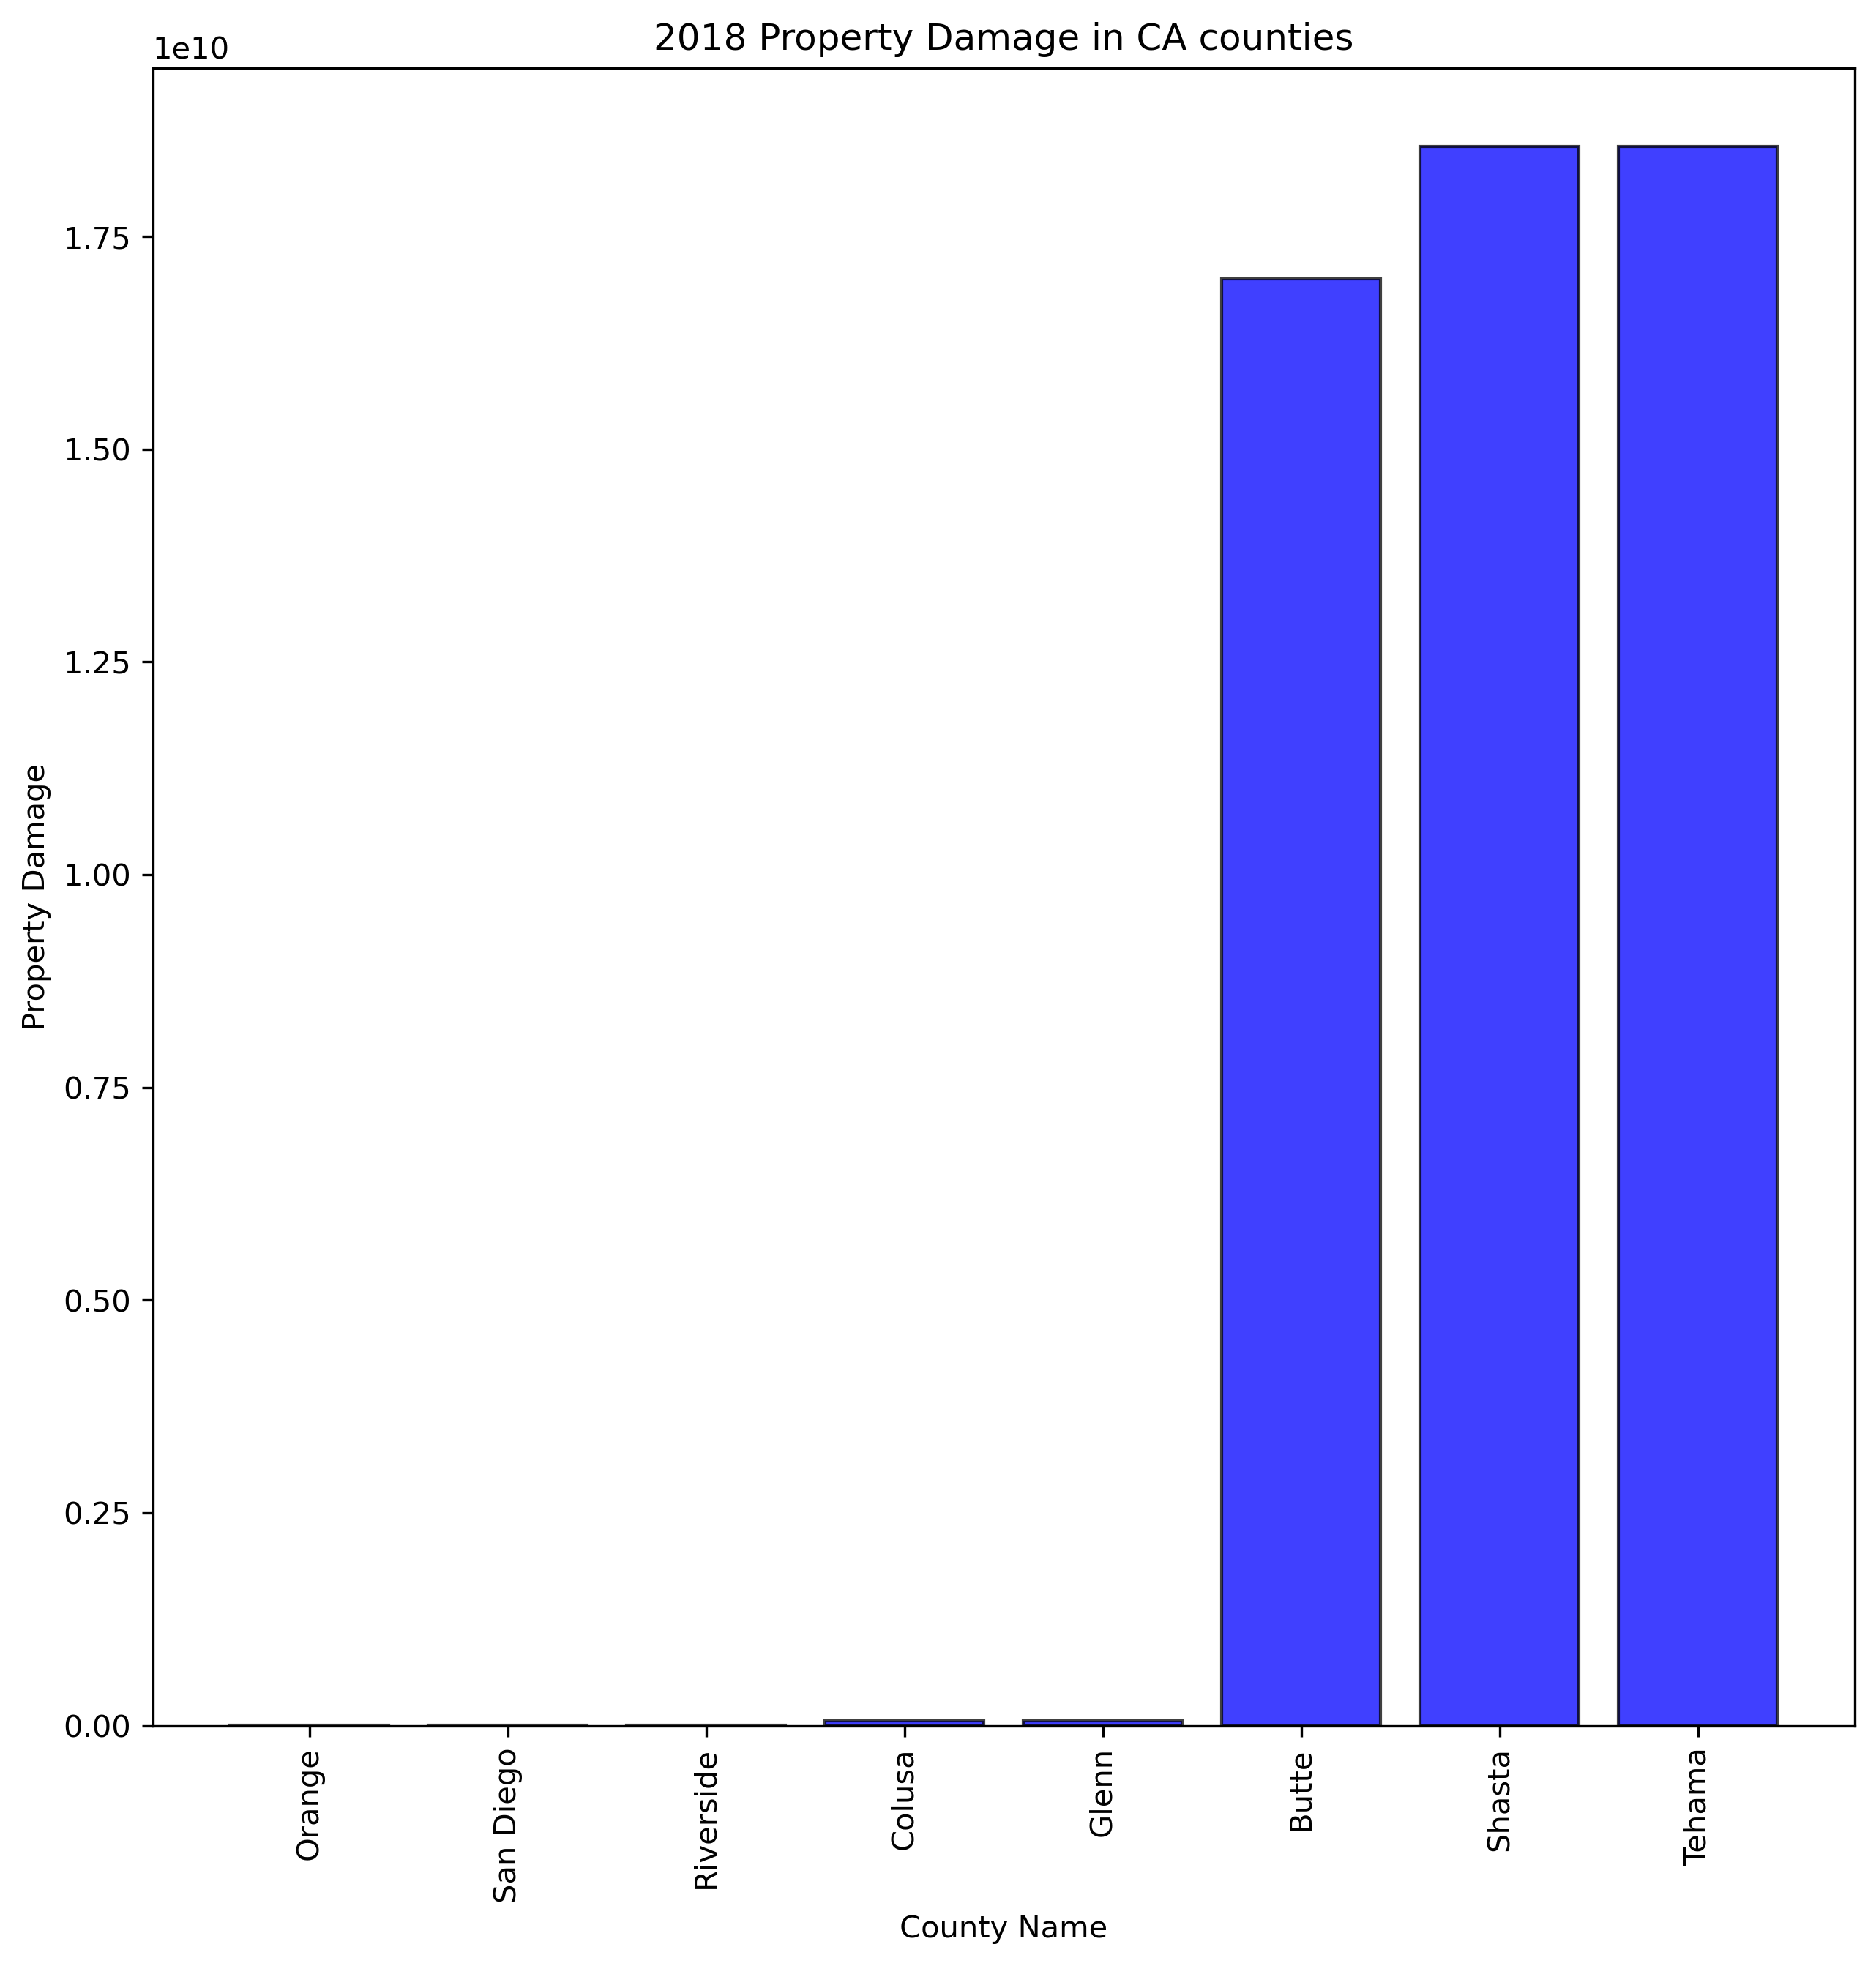 2018 Property Damage in CA counties
1e10
1.75
1.50
1.25
1.00
0.75
0.50
0.25
0.00
Property Damage
Orange
San Diego
Riverside
Colusa
Glenn
Butte
Shasta
Tehama
County Name